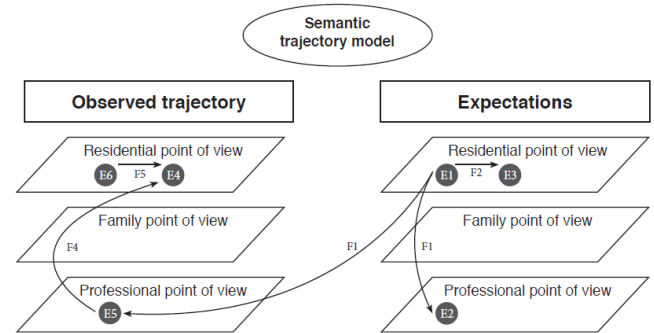 Semantic
trajectory model
Observed trajectory
Expectations
Residential point of view
E6
F5
E4
Residential point of view
E1
F2
E3
Family point of view
F4
Family point of view
F1
F1
Professional point of view
E5
Professional point of view
E2